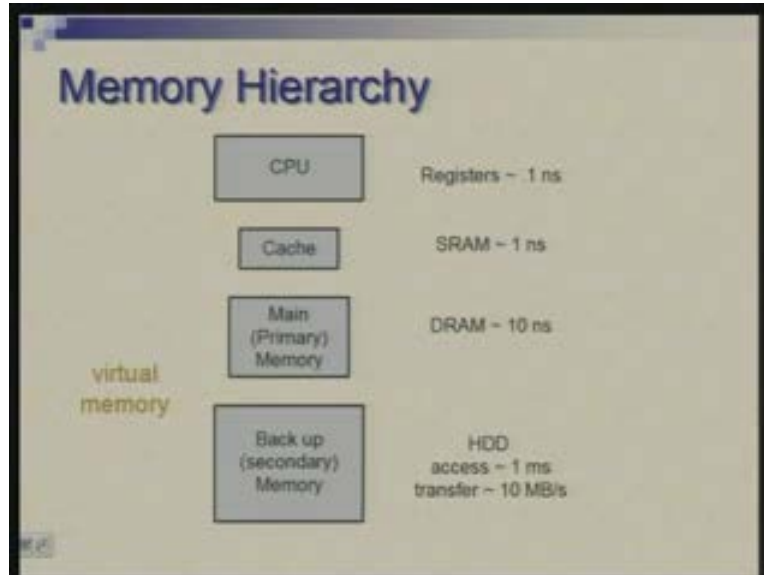 Memory Hierarchy
CPU
Registers ~ 1 ns
Cache
SRAM ~ 1 ns
Main
(Primary)
Memory
DRAM ~ 10 ns
virtual
memory
Back up
(secondary)
Memory
HDD
access ~ 1 ms
transfer ~ 10 MB/s